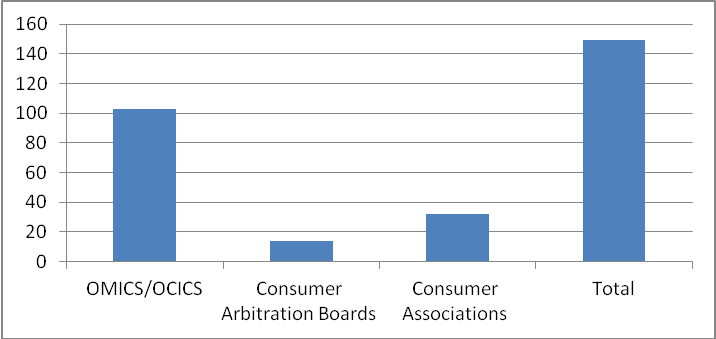 160
140
120
100
80
60
40
20
0
OMICS/OCICS
Consumer Arbitration Boards
Consumer Associations
Total